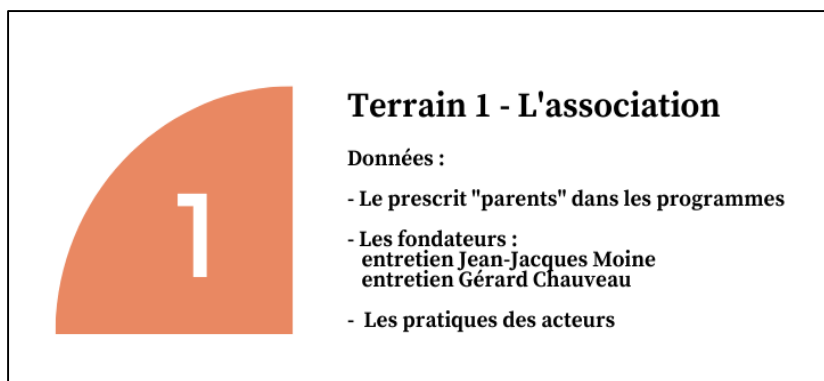 1
Terrain 1 - L'association
Données :
- Le prescrit "parents" dans les programmes
- Les fondateurs :
entretien Jean-Jacques Moine
entretien Gérard Chauveau
- Les pratiques des acteurs